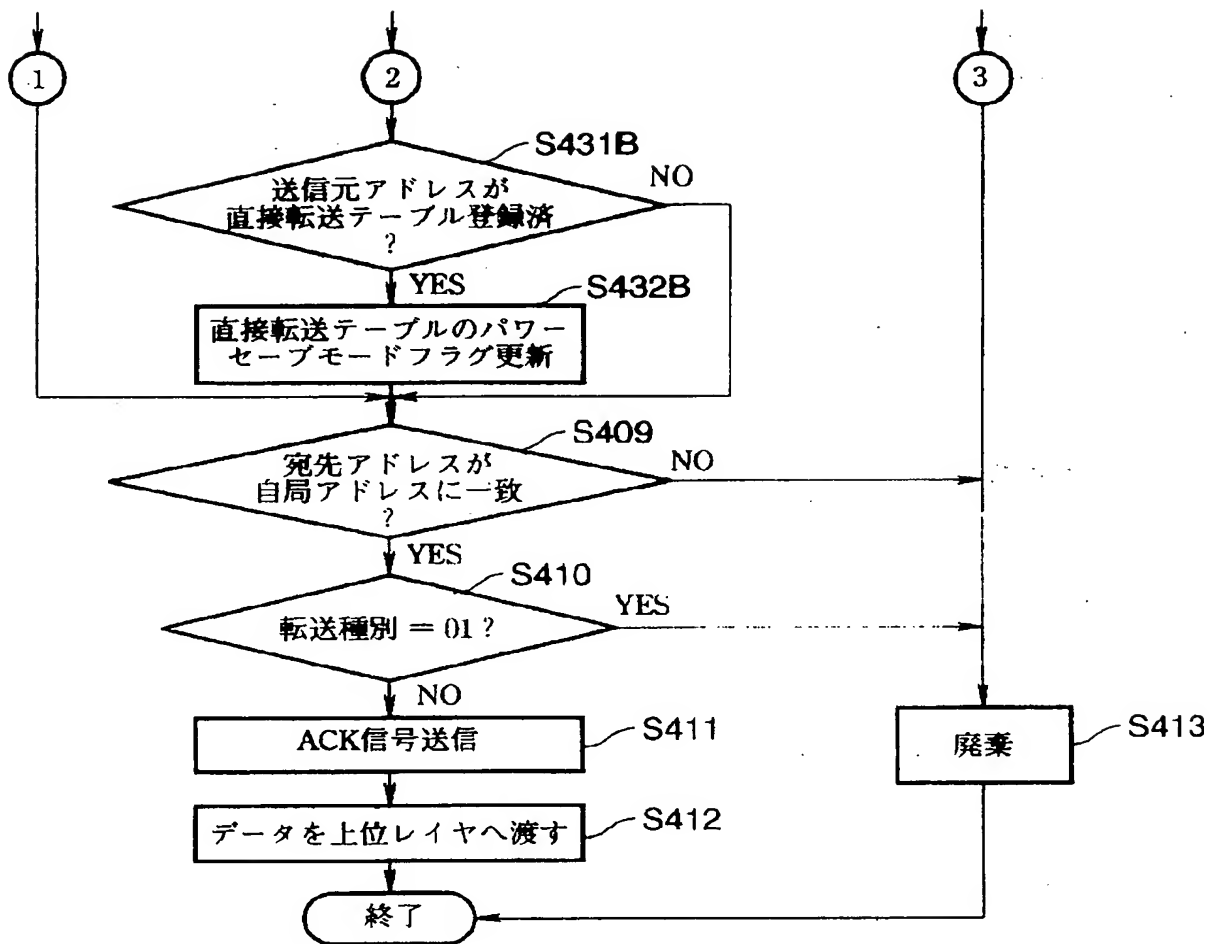 1
2
3
S431B
送信元アドレスが
直接転送テーブル登録済
?
NO
YES
S432B
直接転送テーブルのパワー
セーブモードフラグ更新
S409
宛先アドレスが
自局アドレスに一致
?
NO
YES
S410
転送種別 = 01 ?
YES
NO
ACK信号送信
S411
廃棄
S413
データを上位レイヤへ渡す
S412
終了